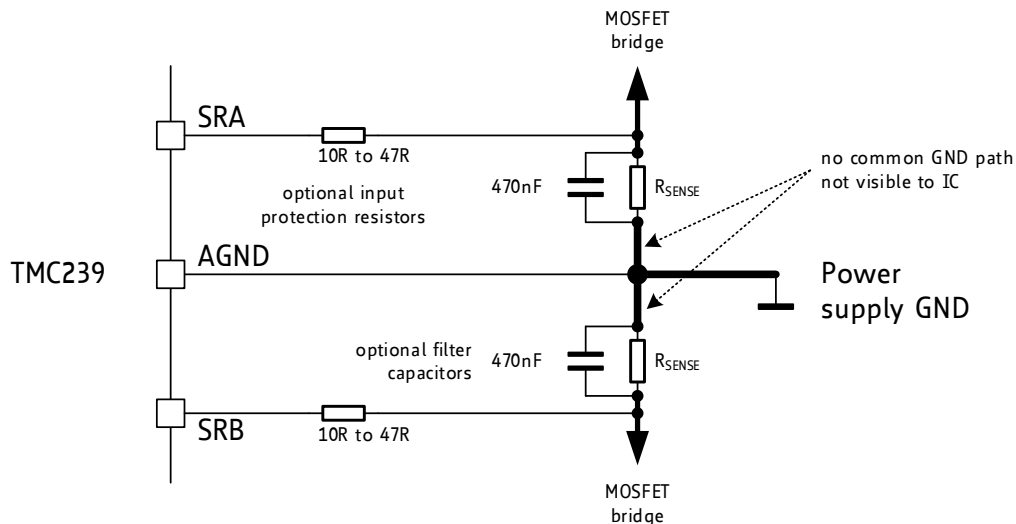 MOSFET
bridge
SRA
10R to 47R
optional input
protection resistors
470nF
RSENSE
no common GND path
not visible to IC
TMC239
AGND
Power
supply GND
optional filter
capacitors
470nF
RSENSE
SRB
10R to 47R
MOSFET
bridge